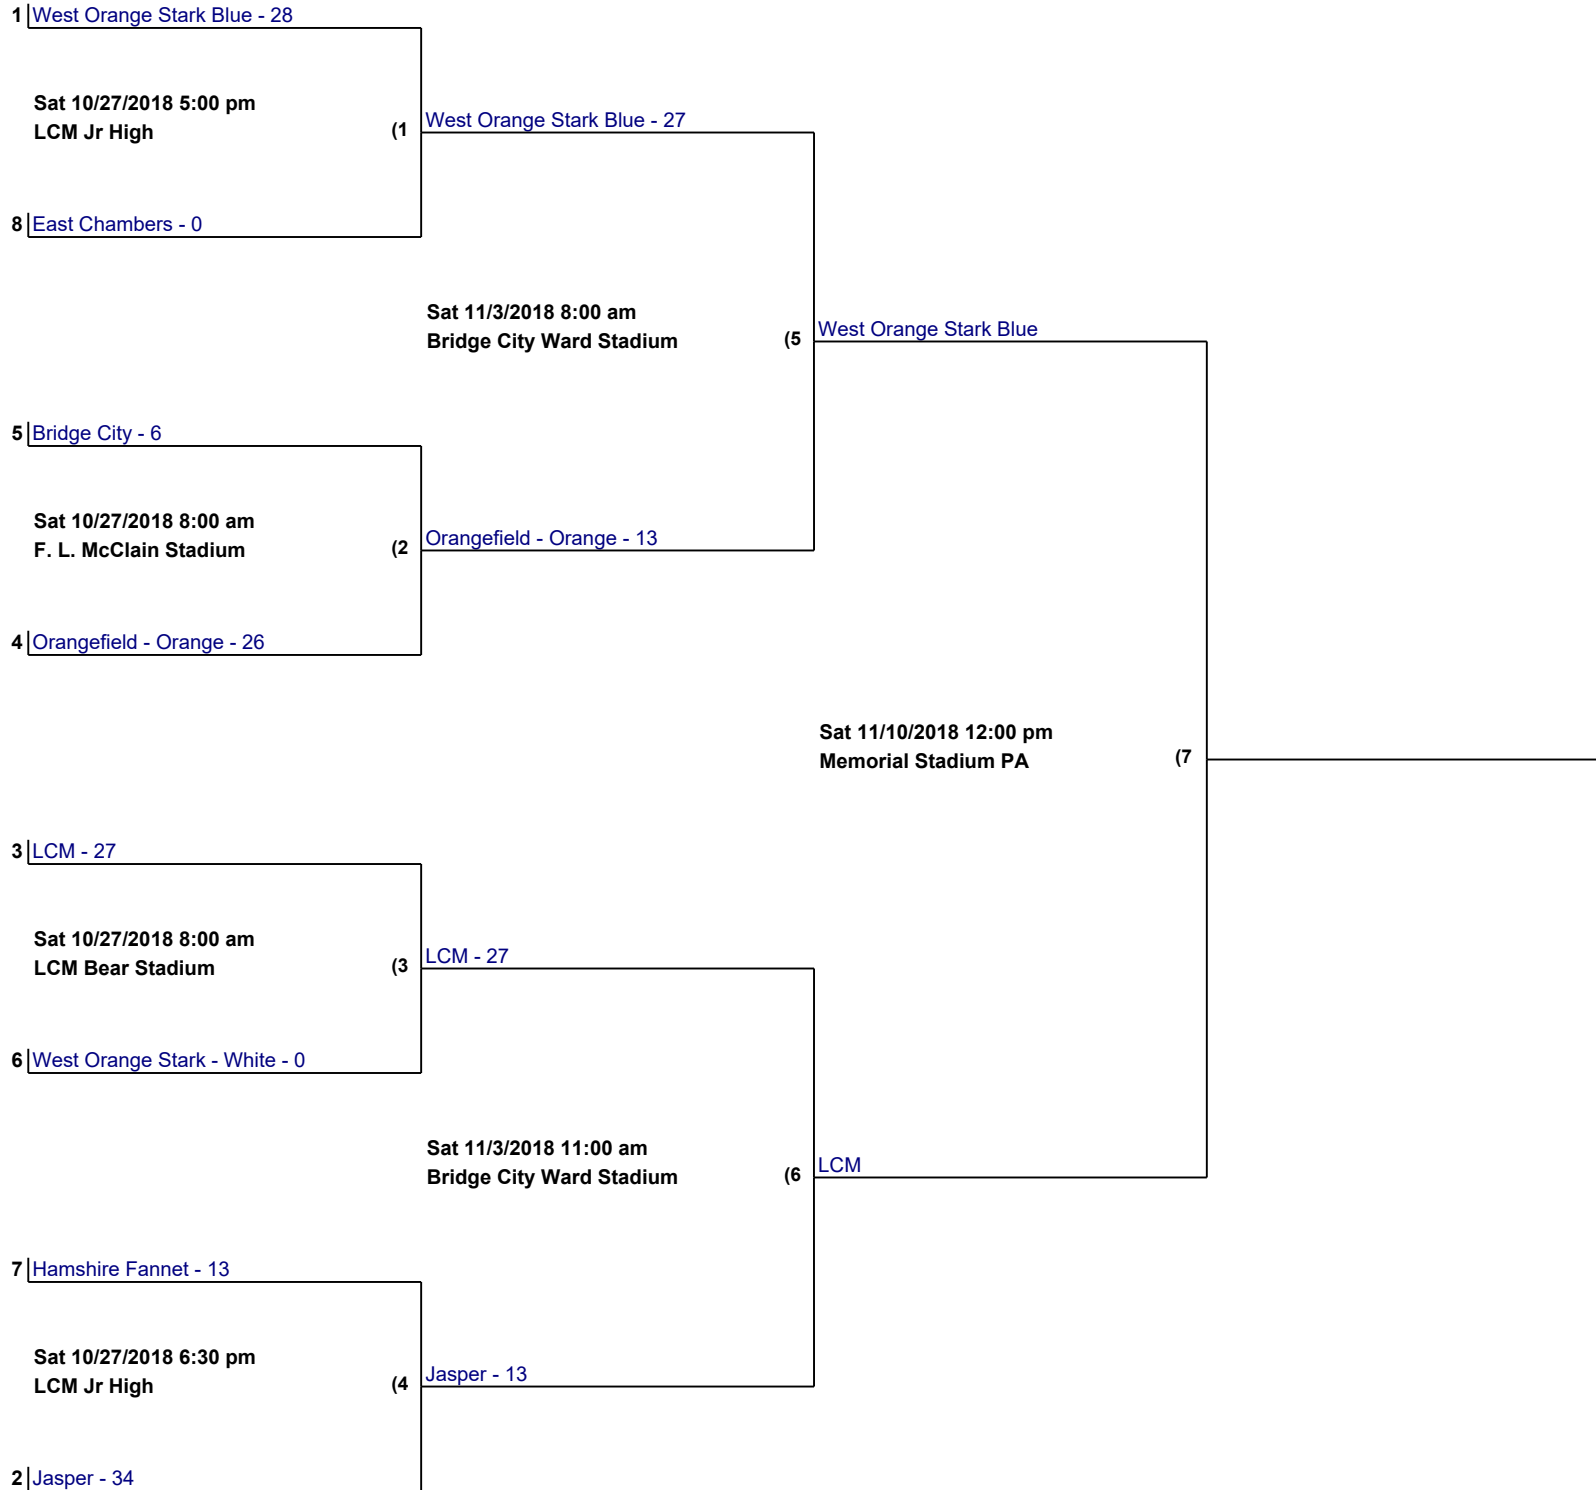 1 West Orange Stark Blue - 28
Sat 10/27/2018 5:00 pm
LCM Jr High
(1
West Orange Stark Blue - 27
8 East Chambers - 0
Sat 11/3/2018 8:00 am
Bridge City Ward Stadium
(5
West Orange Stark Blue
5 Bridge City - 6
Sat 10/27/2018 8:00 am
F. L. McClain Stadium
(2
Orangefield - Orange - 13
4 Orangefield - Orange - 26
Sat 11/10/2018 12:00 pm
Memorial Stadium PA
(7
3 LCM - 27
Sat 10/27/2018 8:00 am
LCM Bear Stadium
(3
LCM - 27
6 West Orange Stark - White - 0
Sat 11/3/2018 11:00 am
Bridge City Ward Stadium
(6
LCM
7 Hamshire Fannet - 13
Sat 10/27/2018 6:30 pm
LCM Jr High
(4
Jasper - 13
2 Jasper - 34